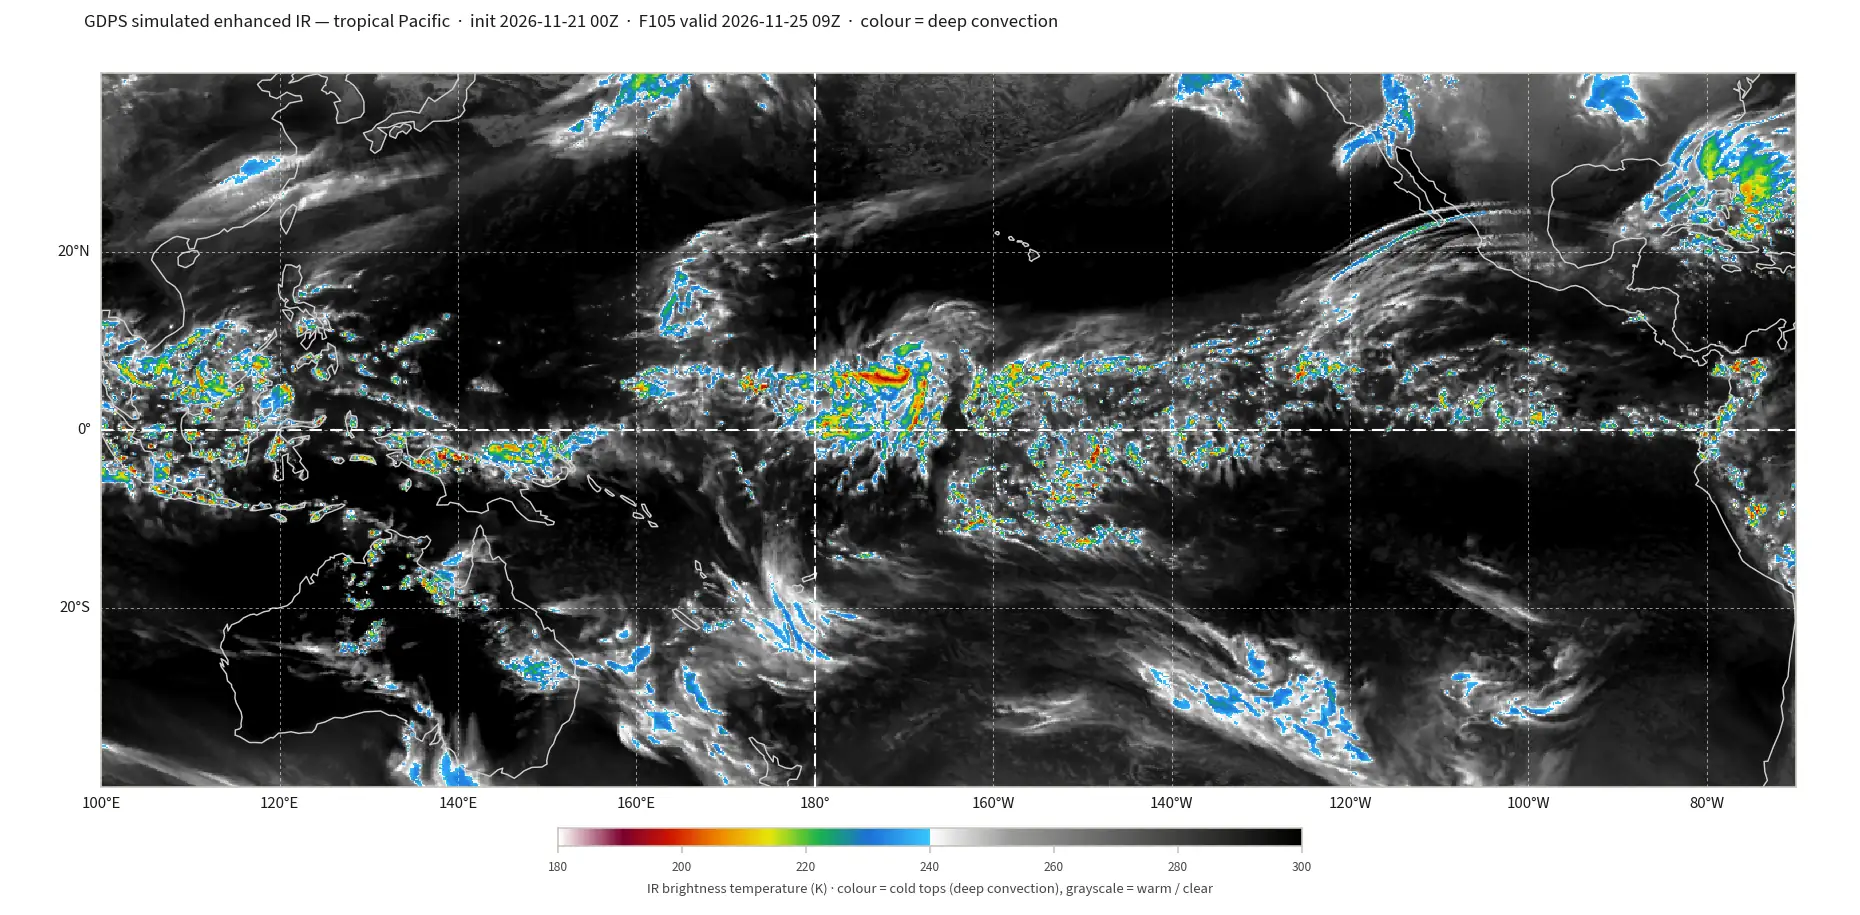 GDPS simulated enhanced IR — tropical Pacific · init 2026-11-21 00Z · F105 valid 2026-11-25 09Z · colour = deep convection
20°N
0°
20°S
100°E 120°E 140°E 160°E 180° 160°W 140°W 120°W 100°W 80°W
180 200 220 240 260 280 300
IR brightness temperature (K) · colour = cold tops (deep convection), grayscale = warm / clear